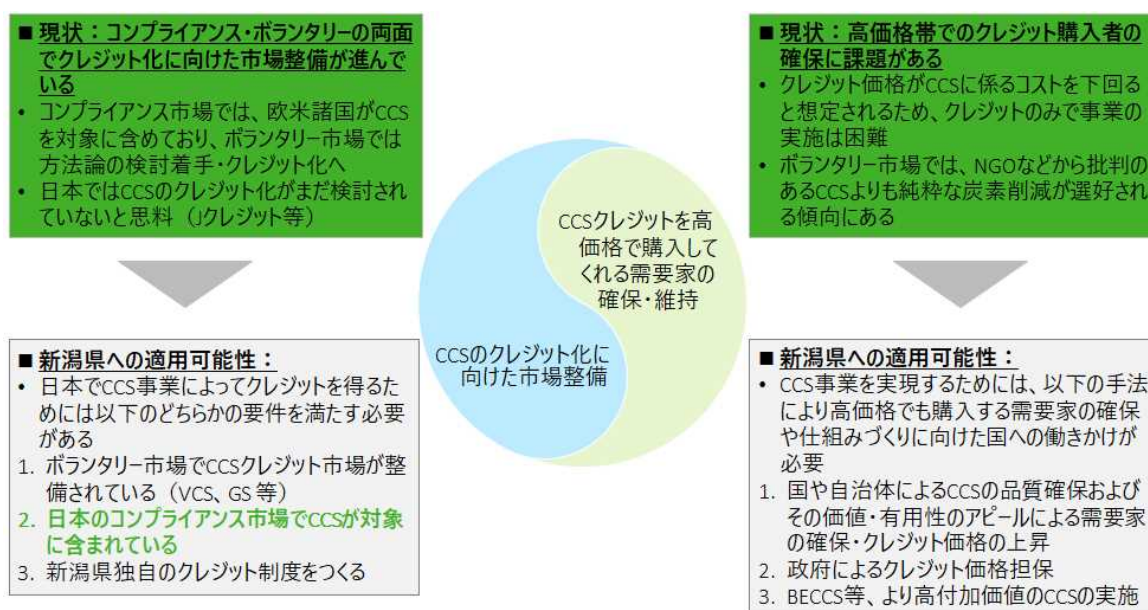 ■ 現状：コンプライアンス・ボランタリーの両面
でクレジット化に向けた市場整備が進んで
いる
• コンプライアンス市場では、欧米諸国がCCS
を対象に含めており、ボランタリー市場では
方法論の検討着手・クレジット化へ
• 日本ではCCSのクレジット化がまだ検討され
ていないと思料（Jクレジット等）
■ 新潟県への適用可能性：
• 日本でCCS事業によってクレジットを得るた
めには以下のどちらかの要件を満たす必要
がある
1. ボランタリー市場でCCSクレジット市場が整
備されている（VCS、GS 等）
2. 日本のコンプライアンス市場でCCSが対象
に含まれている
3. 新潟県独自のクレジット制度をつくる
CCSクレジットを高
価格で購入して
くれる需要家の
確保・維持
CCSのクレジット化に
向けた市場整備
■ 現状：高価格帯でのクレジット購入者の
確保に課題がある
• クレジット価格がCCSに係るコストを下回る
と想定されるため、クレジットのみで事業の
実施は困難
• ボランタリー市場では、NGOなどから批判の
あるCCSよりも純粋な炭素削減が選好され
る傾向にある
■ 新潟県への適用可能性：
• CCS事業を実現するためには、以下の手法
により高価格でも購入する需要家の確保
や仕組みづくりに向けた国への働きかけが
必要
1. 国や自治体によるCCSの品質確保および
その価値・有用性のアピールによる需要家
の確保・クレジット価格の上昇
2. 政府によるクレジット価格担保
3. BECCS等、より高付加価値のCCSの実施